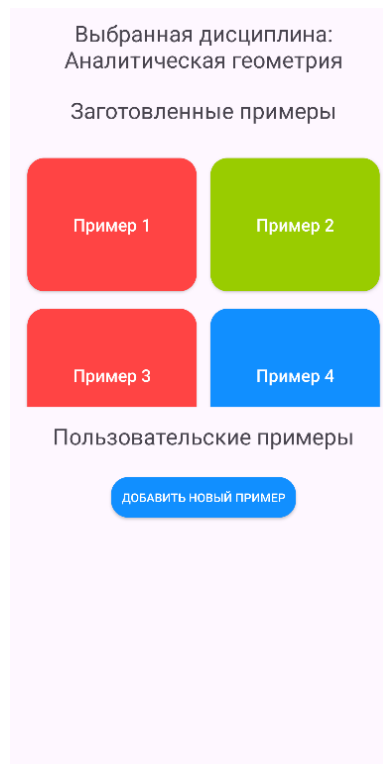 Выбранная дисциплина:
Аналитическая геометрия
Заготовленные примеры
Пример 1
Пример 2
Пример 3
Пример 4
Пользовательские примеры
ДОБАВИТЬ НОВЫЙ ПРИМЕР